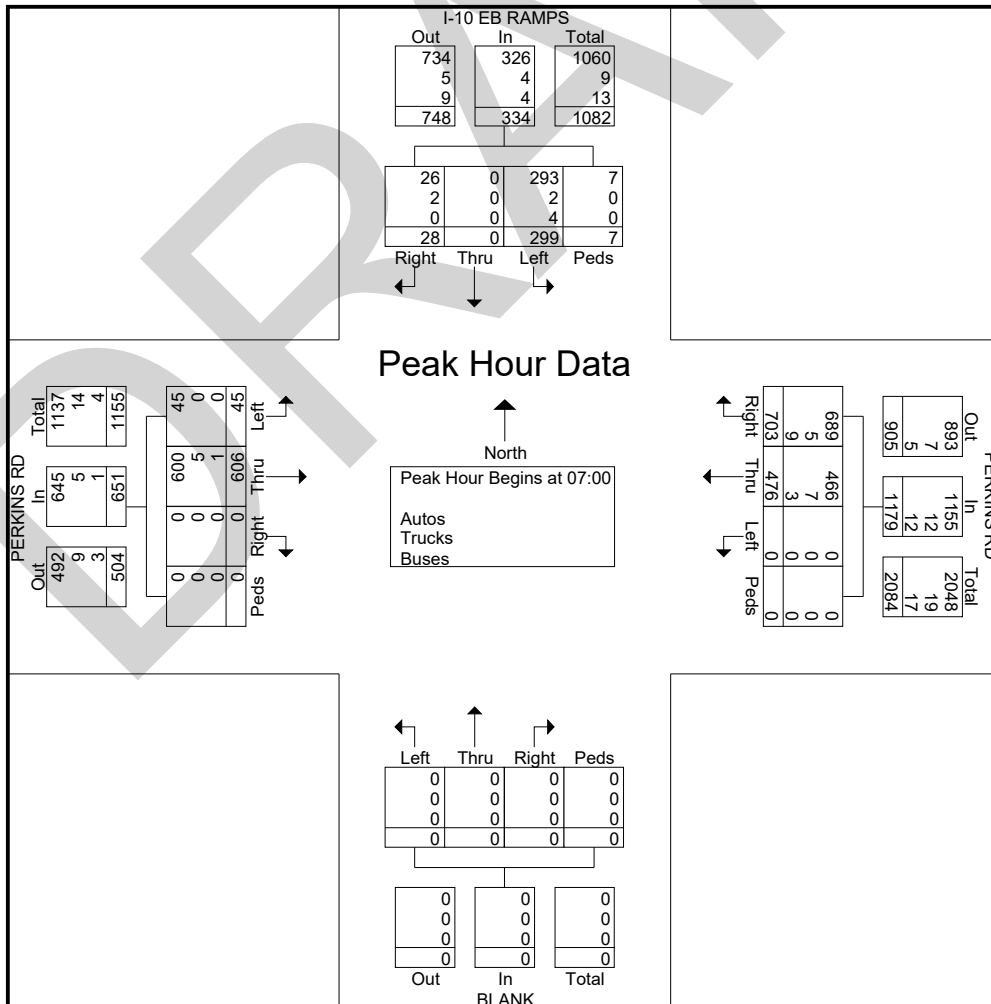 I-10 EB RAMPS
Out In Total
734 326 1060
5 4 9
9 4 13
748 334 1082
26 0 293 7
2 0 2 0
0 0 4 0
28 0 299 7
Right Thru Left Peds
Peak Hour Data
North
Peak Hour Begins at 07:00
Autos
Trucks
Buses
PERKINS RD
Total In Out
1137 645 492
14 5 9
4 1 3
1155 651 504
45 600 0 0
0 5 0 0
0 1 0 0
45 606 0 0
Left Thru Right Peds
Right Thru Left Peds
689 466 0 0
5 7 0 0
9 3 0 0
703 476 0 0
PERKINS RD
Out In Total
893 1155 2048
7 12 19
5 12 17
905 1179 2084
Left Thru Right Peds
0 0 0 0
0 0 0 0
0 0 0 0
0 0 0 0
0 0 0
0 0 0
0 0 0
0 0 0
Out In Total
BLANK
DRA